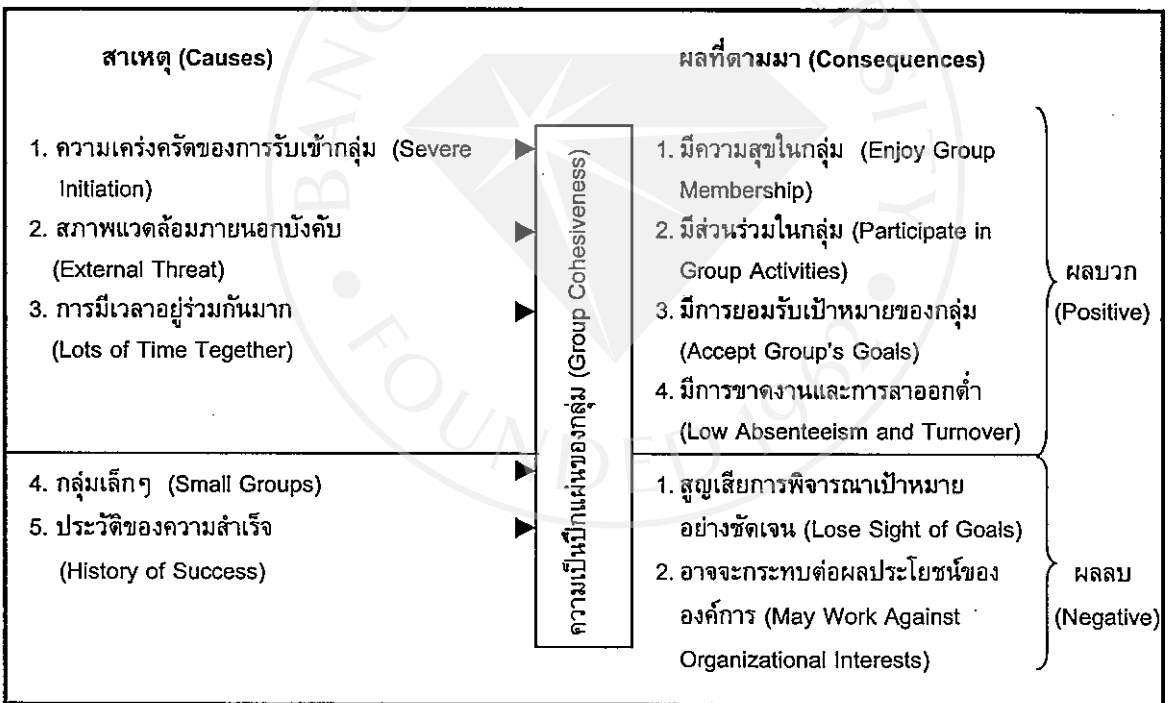 สาเหตุ (Causes)
1. ความเคร่งครัดของการรับเข้ากลุ่ม (Severe
Initiation)
2. สภาพแวดล้อมภายนอกบังคับ
(External Threat)
3. การมีเวลาอยู่ร่วมกันมาก
(Lots of Time Tegether)
4. กลุ่มเล็กๆ (Small Groups)
5. ประวัติของความสำเร็จ
(History of Success)
ความเป็นปึกแผ่นของกลุ่ม (Group Cohesiveness)
ผลที่ตามมา (Consequences)
1. มีความสุขในกลุ่ม (Enjoy Group
Membership)
2. มีส่วนร่วมในกลุ่ม (Participate in
Group Activities)
3. มีการยอมรับเป้าหมายของกลุ่ม
(Accept Group's Goals)
4. มีการขาดงานและการลาออกต่ำ
(Low Absenteeism and Turnover)
ผลบวก
(Positive)
1. สูญเสียการพิจารณาเป้าหมาย
อย่างชัดเจน (Lose Sight of Goals)
2. อาจจะกระทบต่อผลประโยชน์ของ
องค์การ (May Work Against
Organizational Interests)
ผลลบ
(Negative)
FOUNDED 1962